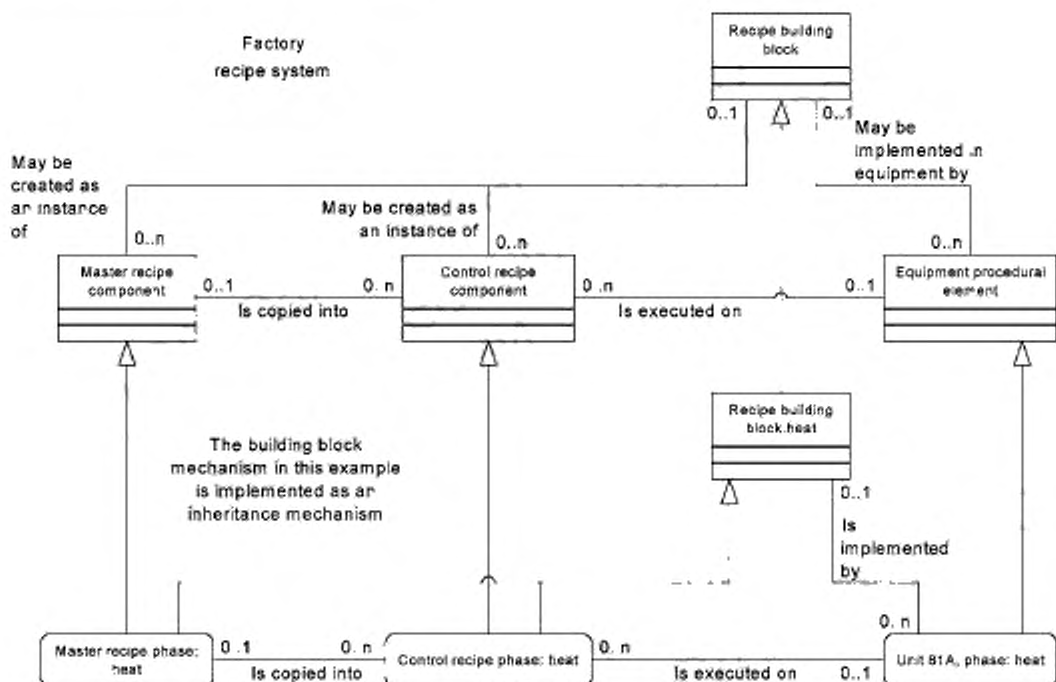 Factory
recipe system
Recipe building
block
0..1
0..1
May be
implemented in
equipment by
May be
created as
an instance
of
May be created as
an instance of
0..n
0..n
0..n
Master recipe
component
0..1
0..n
Control recipe
component
0..n
0..1
Equipment procedural
element
Is copied into
Is executed on
Recipe building
block:heat
The building block
mechanism in this example
is implemented as an
inheritance mechanism
0..1
Is
implemented
by
0..n
Master recipe phase:
heat
0..1
0..n
Control recipe phase: heat
0..n
0..1
Unit 81A, phase: heat
Is copied into
Is executed on